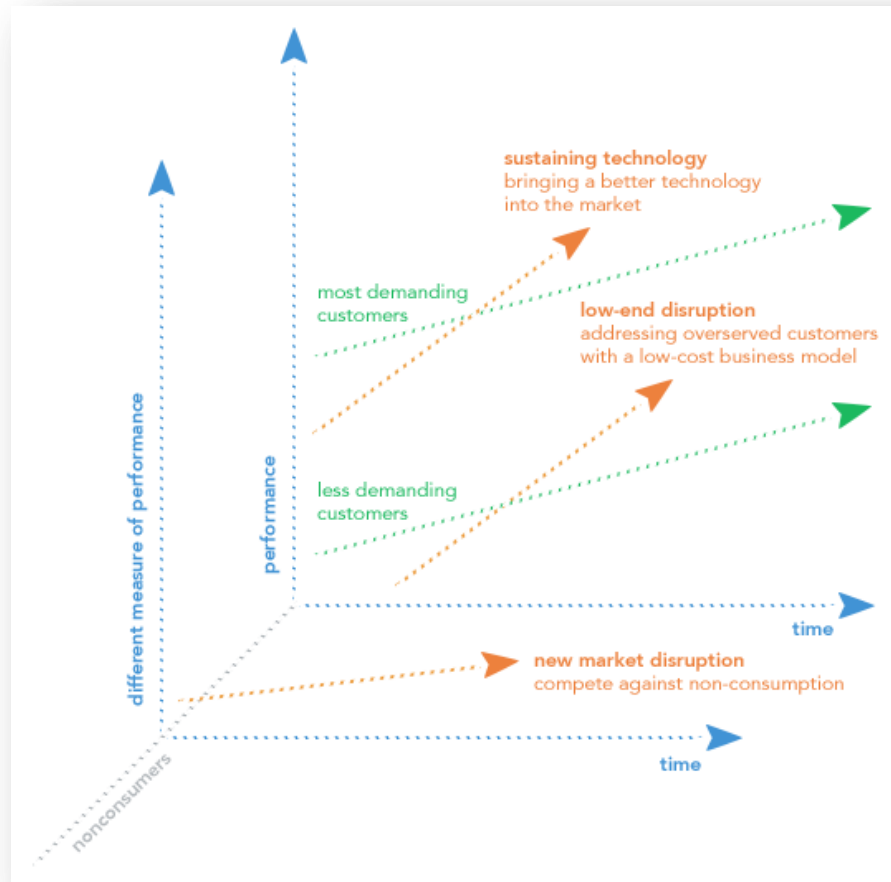 sustaining technology
bringing a better technology
into the market
most demanding
customers
low-end disruption
addressing overserved customers
with a low-cost business model
different measure of performance
performance
less demanding
customers
time
new market disruption
compete against non-consumption
time
nonconsumers